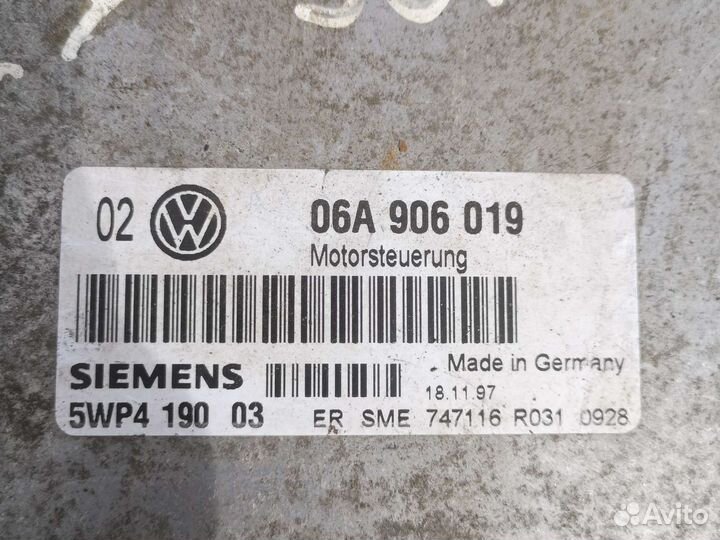 02 06A 906 019
Motorsteuerung
Made in Germany
SIEMENS
18.11.97
5WP4 190 03 ER SME 747116 R031 0928
Avito